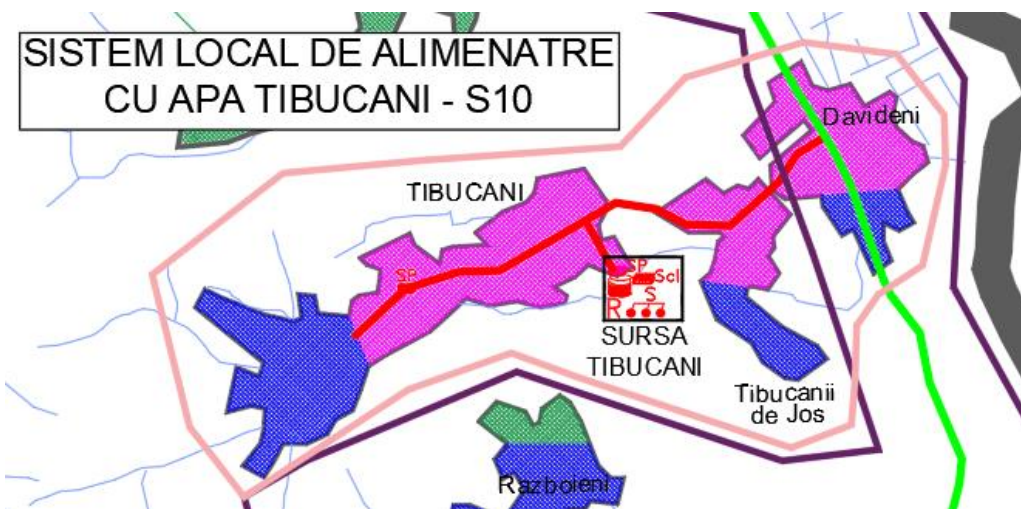 SISTEM LOCAL DE ALIMENATRE
CU APA TIBUCANI - S10
Davideni
TIBUCANI
SP
SP
Scl
S
R
SURSA
TIBUCANI
Tibucanii
de Jos
Razboieni